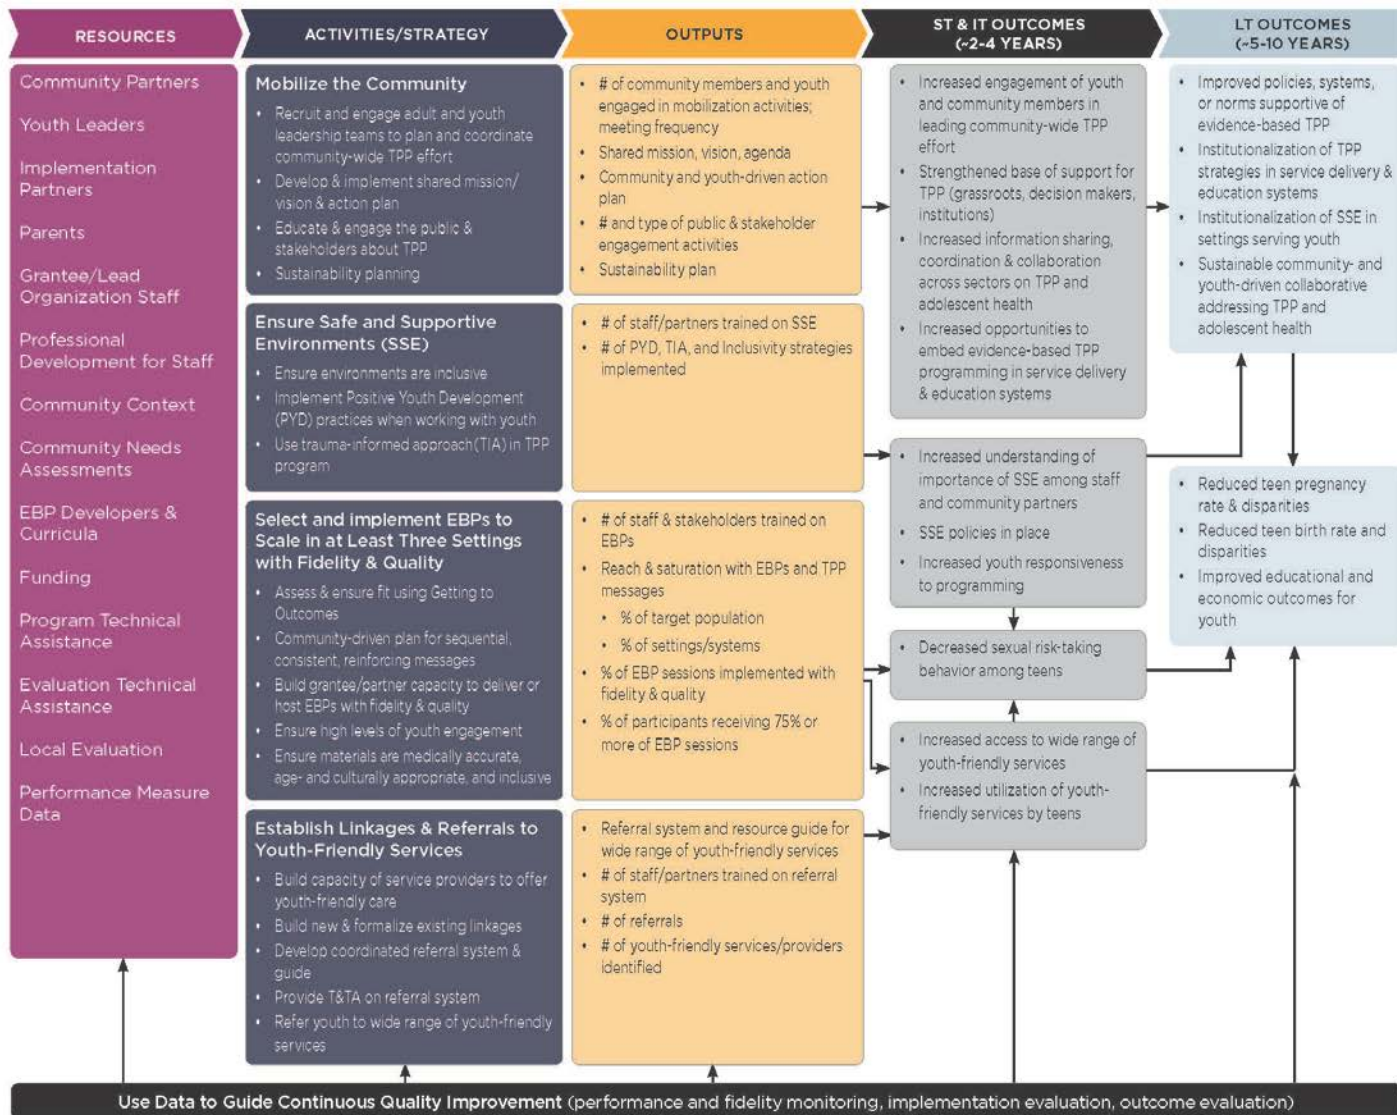 RESOURCES
ACTIVITIES/STRATEGY
OUTPUTS
ST & IT OUTCOMES
(~2-4 YEARS)
LT OUTCOMES
(~5-10 YEARS)
Community Partners
Youth Leaders
Implementation
Partners
Parents
Grantee/Lead
Organization Staff
Professional
Development for Staff
Community Context
Community Needs
Assessments
EBP Developers &
Curricula
Funding
Program Technical
Assistance
Evaluation Technical
Assistance
Local Evaluation
Performance Measure
Data
Mobilize the Community
• Recruit and engage adult and youth
leadership teams to plan and coordinate
community-wide TPP effort
• Develop & implement shared mission/
vision & action plan
• Educate & engage the public &
stakeholders about TPP
• Sustainability planning
Ensure Safe and Supportive
Environments (SSE)
• Ensure environments are inclusive
• Implement Positive Youth Development
(PYD) practices when working with youth
• Use trauma-informed approach(TIA) in TPP
program
Select and implement EBPs to
Scale in at Least Three Settings
with Fidelity & Quality
• Assess & ensure fit using Getting to
Outcomes
• Community-driven plan for sequential,
consistent, reinforcing messages
• Build grantee/partner capacity to deliver or
host EBPs with fidelity & quality
• Ensure high levels of youth engagement
• Ensure materials are medically accurate,
age- and culturally appropriate, and inclusive
Establish Linkages & Referrals to
Youth-Friendly Services
• Build capacity of service providers to offer
youth-friendly care
• Build new & formalize existing linkages
• Develop coordinated referral system &
guide
• Provide T&TA on referral system
• Refer youth to wide range of youth-friendly
services
• # of community members and youth
engaged in mobilization activities;
meeting frequency
• Shared mission, vision, agenda
• Community and youth-driven action
plan
• # and type of public & stakeholder
engagement activities
• Sustainability plan
• # of staff/partners trained on SSE
• # of PYD, TIA, and Inclusivity strategies
implemented
• # of staff & stakeholders trained on
EBPs
• Reach & saturation with EBPs and TPP
messages
• % of target population
• % of settings/systems
• % of EBP sessions implemented with
fidelity & quality
• % of participants receiving 75% or
more of EBP sessions
• Referral system and resource guide for
wide range of youth-friendly services
• # of staff/partners trained on referral
system
• # of referrals
• # of youth-friendly services/providers
identified
• Increased engagement of youth
and community members in
leading community-wide TPP
effort
• Strengthened base of support for
TPP (grassroots, decision makers,
institutions)
• Increased information sharing,
coordination & collaboration
across sectors on TPP and
adolescent health
• Increased opportunities to
embed evidence-based TPP
programming in service delivery
& education systems
• Increased understanding of
importance of SSE among staff
and community partners
• SSE policies in place
• Increased youth responsiveness
to programming
• Decreased sexual risk-taking
behavior among teens
• Increased access to wide range of
youth-friendly services
• Increased utilization of youth-
friendly services by teens
• Improved policies, systems,
or norms supportive of
evidence-based TPP
• Institutionalization of TPP
strategies in service delivery &
education systems
• Institutionalization of SSE in
settings serving youth
• Sustainable community- and
youth-driven collaborative
addressing TPP and
adolescent health
• Reduced teen pregnancy
rate & disparities
• Reduced teen birth rate and
disparities
• Improved educational and
economic outcomes for
youth
Use Data to Guide Continuous Quality Improvement (performance and fidelity monitoring, implementation evaluation, outcome evaluation)